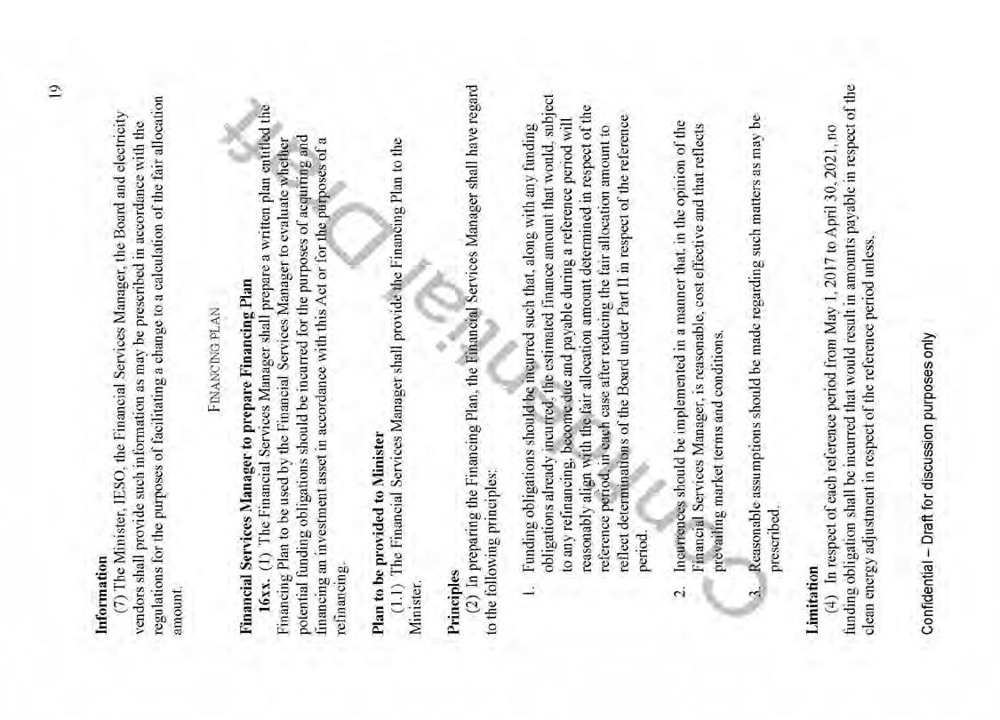 19
Information
(7) The Minister, IESO, the Financial Services Manager, the Board and electricity
vendors shall provide such information as may be prescribed in accordance with the
regulations for the purposes of facilitating a change to a calculation of the fair allocation
amount.
FINANCING PLAN
Financial Services Manager to prepare Financing Plan
16xx. (1) The Financial Services Manager shall prepare a written plan entitled the
Financing Plan to be used by the Financial Services Manager to evaluate whether
potential funding obligations should be incurred for the purposes of acquiring and
financing an investment asset in accordance with this Act or for the purposes of a
refinancing.
Plan to be provided to Minister
(1.1) The Financial Services Manager shall provide the Financing Plan to the
Minister.
Principles
(2) In preparing the Financing Plan, the Financial Services Manager shall have regard
to the following principles:
1. Funding obligations should be incurred such that, along with any funding
obligations already incurred, the estimated finance amount that would, subject
to any refinancing, become due and payable during a reference period will
reasonably align with the fair allocation amount determined in respect of the
reference period, in each case after reducing the fair allocation amount to
reflect determinations of the Board under Part II in respect of the reference
period.
2. Incurrences should be implemented in a manner that, in the opinion of the
Financial Services Manager, is reasonable, cost effective and that reflects
prevailing market terms and conditions.
3. Reasonable assumptions should be made regarding such matters as may be
prescribed.
Limitation
(4) In respect of each reference period from May 1, 2017 to April 30, 2021, no
funding obligation shall be incurred that would result in amounts payable in respect of the
clean energy adjustment in respect of the reference period unless,
Confidential – Draft for discussion purposes only
Confidential Draft